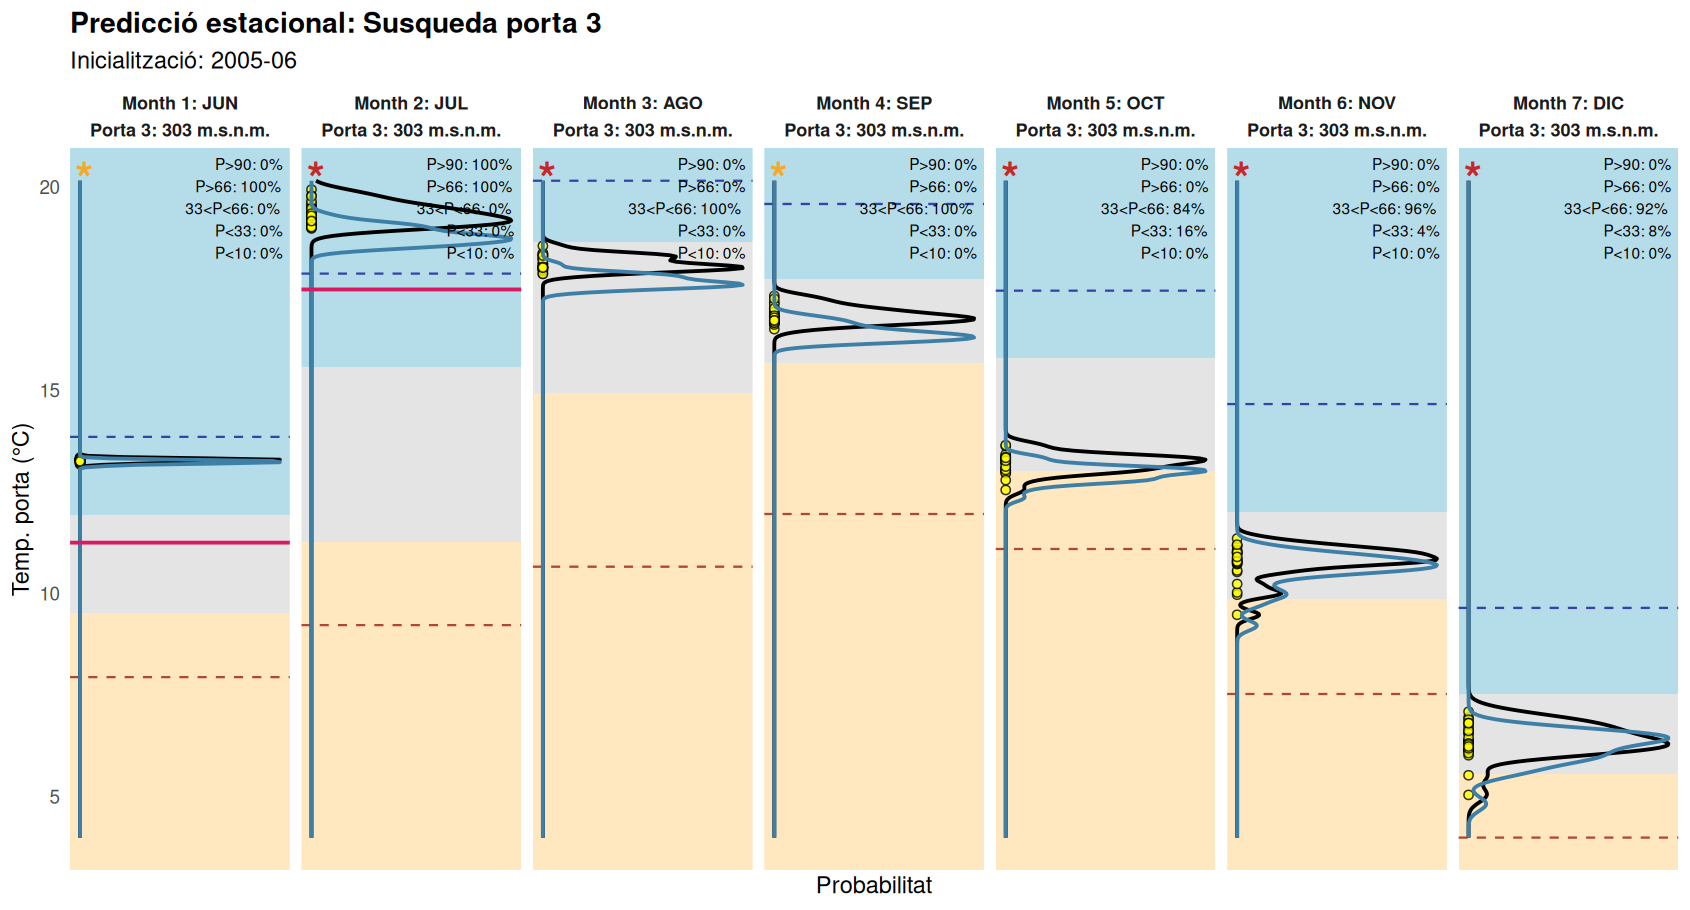 Predicció estacional: Susqueda porta 3
Inicialització: 2005-06
Month 1: JUN
Porta 3: 303 m.s.n.m.
Month 2: JUL
Porta 3: 303 m.s.n.m.
Month 3: AGO
Porta 3: 303 m.s.n.m.
Month 4: SEP
Porta 3: 303 m.s.n.m.
Month 5: OCT
Porta 3: 303 m.s.n.m.
Month 6: NOV
Porta 3: 303 m.s.n.m.
Month 7: DIC
Porta 3: 303 m.s.n.m.
*
P>90: 0%
P>66: 100%
33<P<66: 0%
P<33: 0%
P<10: 0%
*
P>90: 100%
P>66: 100%
33<P<66: 0%
P<33: 0%
P<10: 0%
*
P>90: 0%
P>66: 0%
33<P<66: 100%
P<33: 0%
P<10: 0%
*
P>90: 0%
P>66: 0%
33<P<66: 100%
P<33: 0%
P<10: 0%
*
P>90: 0%
P>66: 0%
33<P<66: 84%
P<33: 16%
P<10: 0%
*
P>90: 0%
P>66: 0%
33<P<66: 96%
P<33: 4%
P<10: 0%
*
P>90: 0%
P>66: 0%
33<P<66: 92%
P<33: 8%
P<10: 0%
20
15
10
5
Temp. porta (°C)
Probabilitat